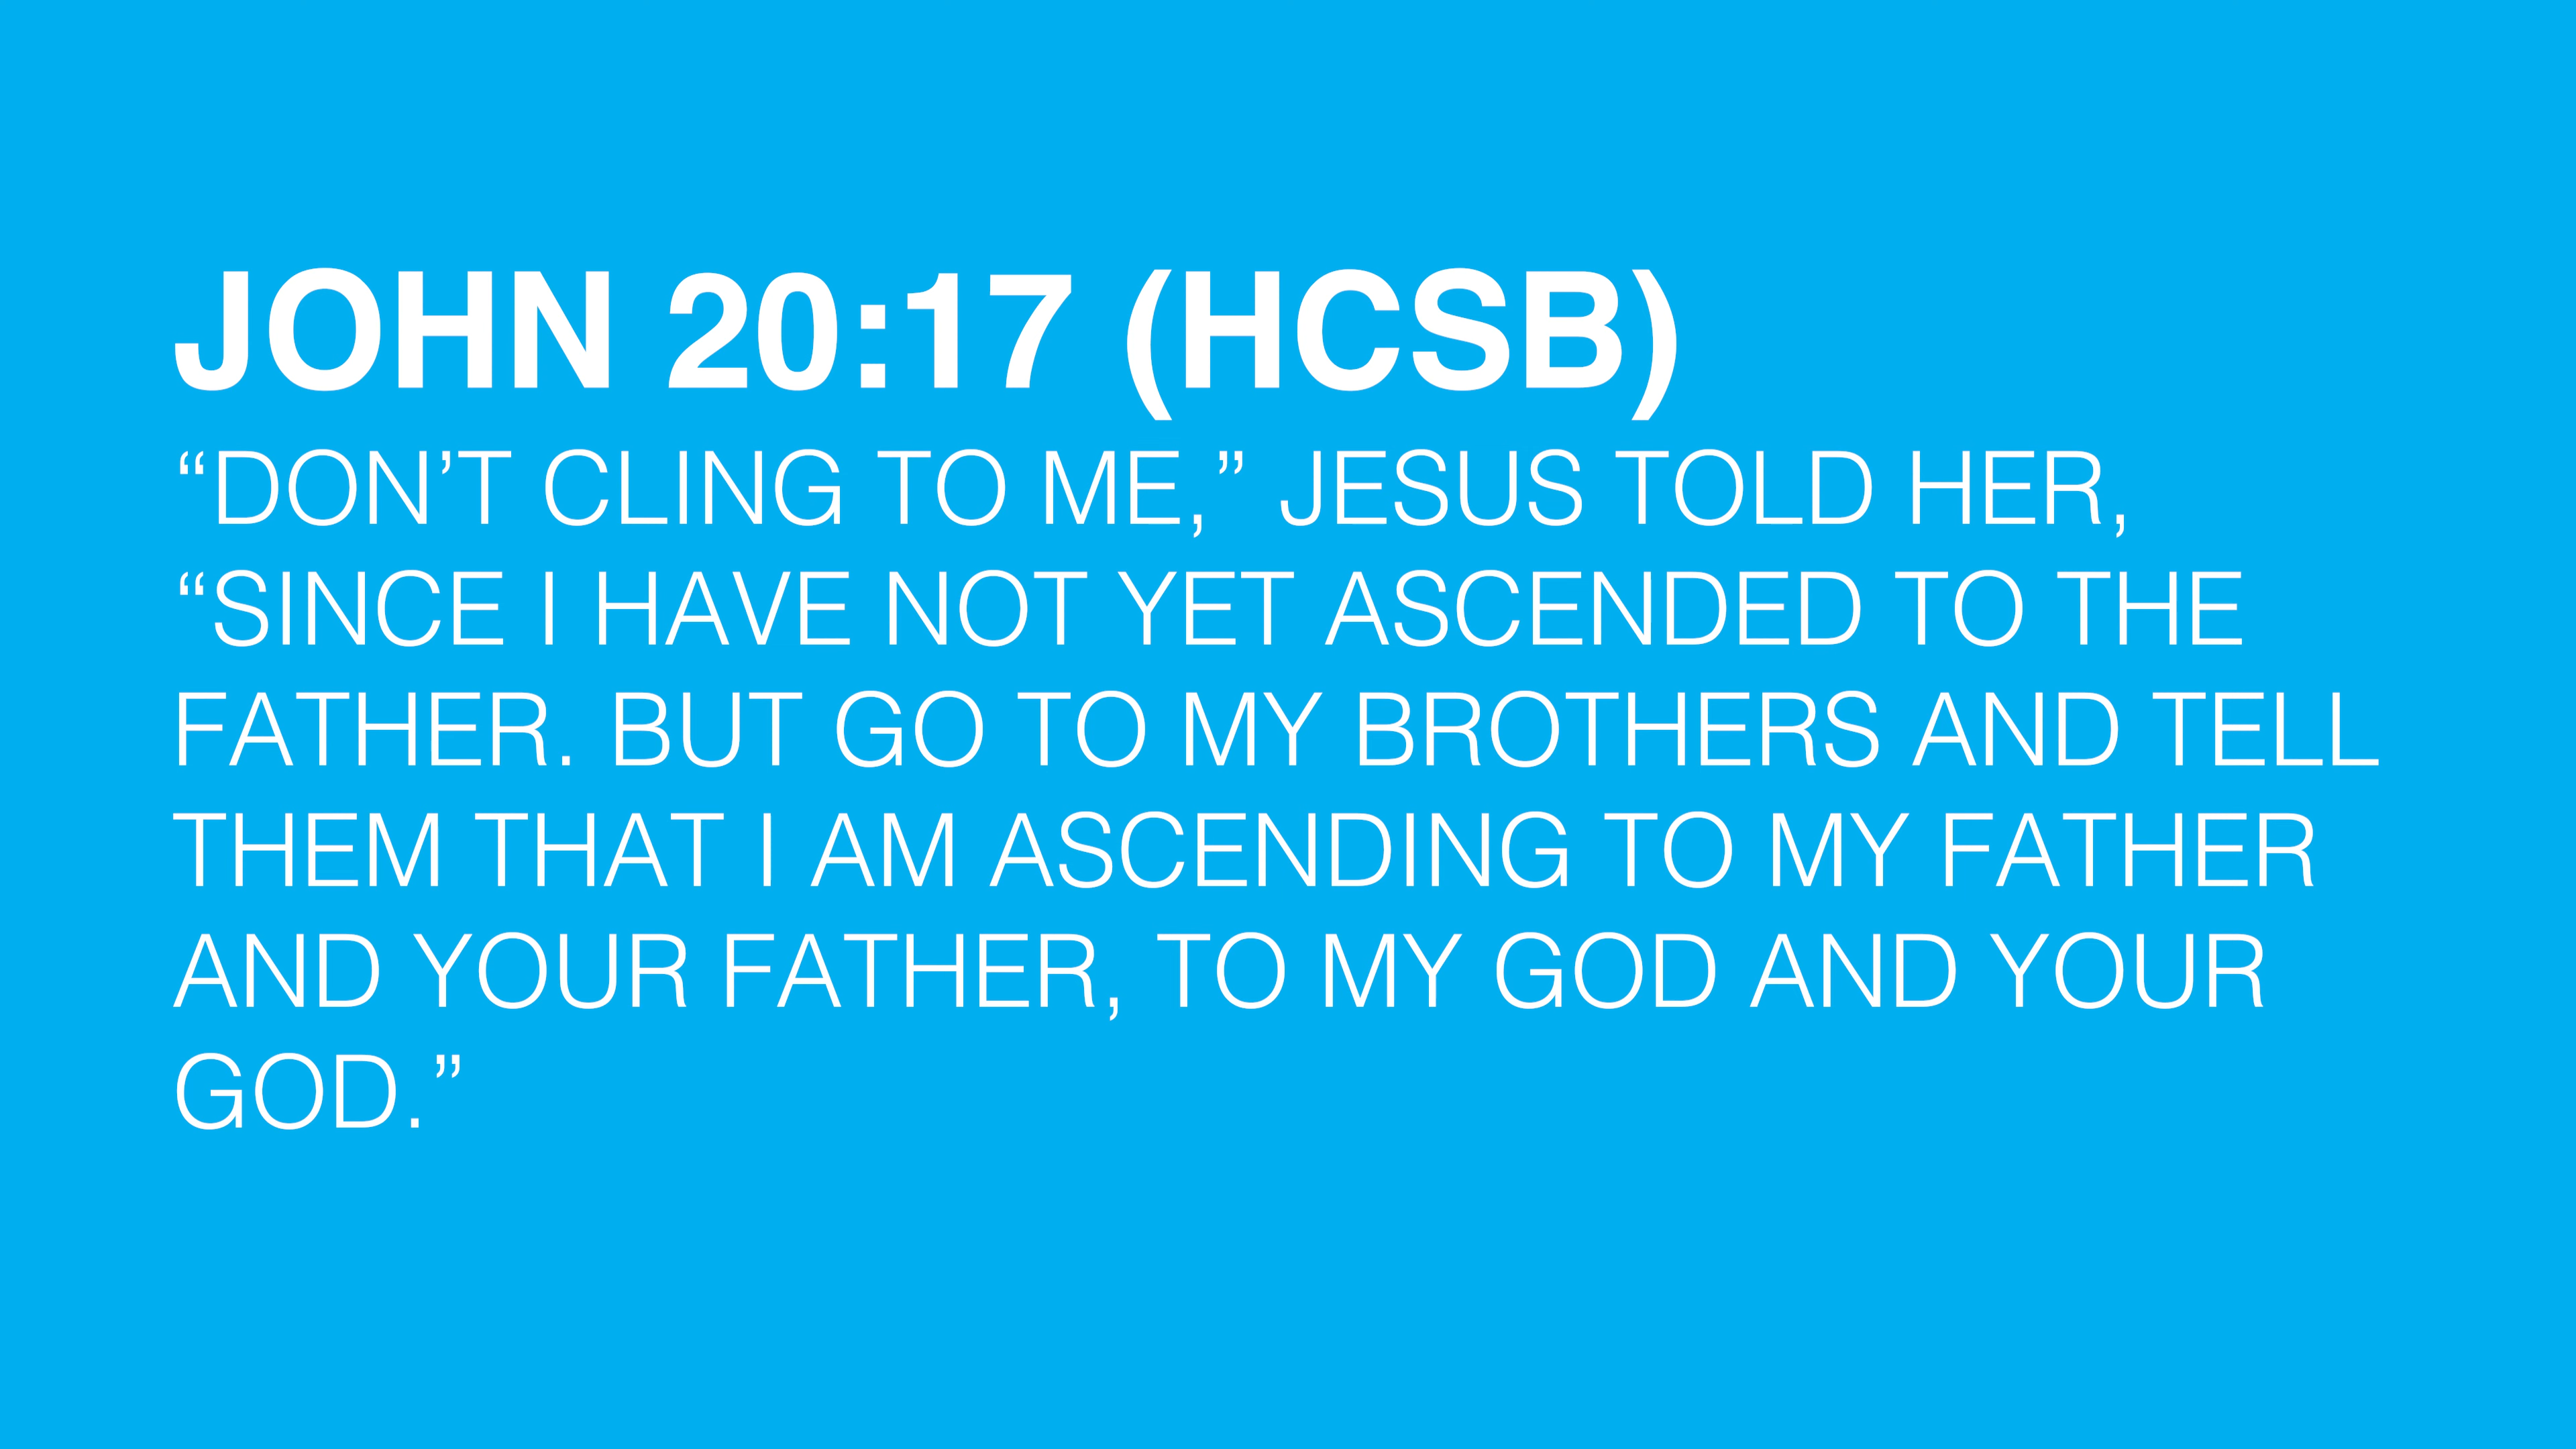 JOHN 20:17 (HCSB)
“DON’T CLING TO ME,” JESUS TOLD HER,
“SINCE I HAVE NOT YET ASCENDED TO THE
FATHER. BUT GO TO MY BROTHERS AND TELL
THEM THAT I AM ASCENDING TO MY FATHER
AND YOUR FATHER, TO MY GOD AND YOUR
GOD.”